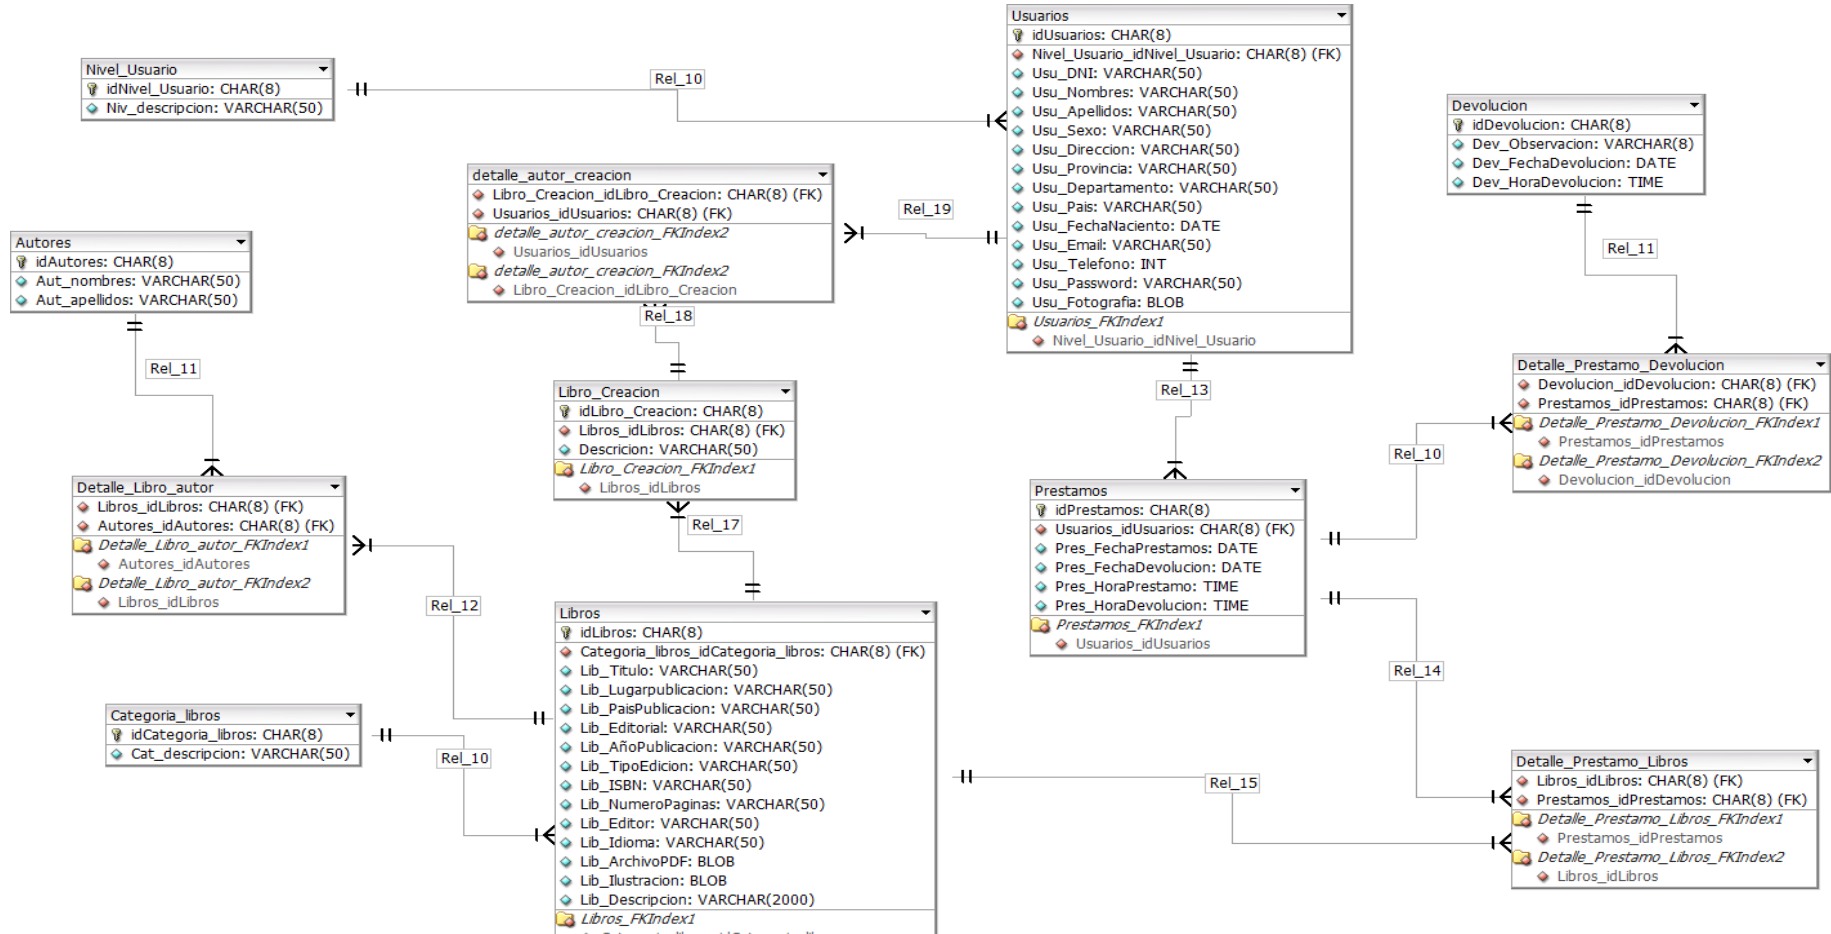 Nivel_Usuario
idNivel_Usuario: CHAR(8)
Niv_descripcion: VARCHAR(50)
Rel_10
Usuarios
idUsuarios: CHAR(8)
Nivel_Usuario_idNivel_Usuario: CHAR(8) (FK)
Usu_DNI: VARCHAR(50)
Usu_Nombres: VARCHAR(50)
Usu_Apellidos: VARCHAR(50)
Usu_Sexo: VARCHAR(50)
Usu_Direccion: VARCHAR(50)
Usu_Provincia: VARCHAR(50)
Usu_Departamento: VARCHAR(50)
Usu_Pais: VARCHAR(50)
Usu_FechaNaciento: DATE
Usu_Email: VARCHAR(50)
Usu_Telefono: INT
Usu_Password: VARCHAR(50)
Usu_Fotografia: BLOB
Usuarios_FKIndex1
Nivel_Usuario_idNivel_Usuario
Devolucion
idDevolucion: CHAR(8)
Dev_Observacion: VARCHAR(8)
Dev_FechaDevolucion: DATE
Dev_HoraDevolucion: TIME
detalle_autor_creacion
Libro_Creacion_idLibro_Creacion: CHAR(8) (FK)
Usuarios_idUsuarios: CHAR(8) (FK)
detalle_autor_creacion_FKIndex2
Usuarios_idUsuarios
detalle_autor_creacion_FKIndex2
Libro_Creacion_idLibro_Creacion
Rel_19
Rel_11
Autores
idAutores: CHAR(8)
Aut_nombres: VARCHAR(50)
Aut_apellidos: VARCHAR(50)
Rel_18
Rel_11
Rel_13
Libro_Creacion
idLibro_Creacion: CHAR(8)
Libros_idLibros: CHAR(8) (FK)
Descricion: VARCHAR(50)
Libro_Creacion_FKIndex1
Libros_idLibros
Detalle_Prestamo_Devolucion
Devolucion_idDevolucion: CHAR(8) (FK)
Prestamos_idPrestamos: CHAR(8) (FK)
Detalle_Prestamo_Devolucion_FKIndex1
Prestamos_idPrestamos
Detalle_Prestamo_Devolucion_FKIndex2
Devolucion_idDevolucion
Rel_10
Detalle_Libro_autor
Libros_idLibros: CHAR(8) (FK)
Autores_idAutores: CHAR(8) (FK)
Detalle_Libro_autor_FKIndex1
Autores_idAutores
Detalle_Libro_autor_FKIndex2
Libros_idLibros
Rel_17
Prestamos
idPrestamos: CHAR(8)
Usuarios_idUsuarios: CHAR(8) (FK)
Pres_FechaPrestamos: DATE
Pres_FechaDevolucion: DATE
Pres_HoraPrestamo: TIME
Pres_HoraDevolucion: TIME
Prestamos_FKIndex1
Usuarios_idUsuarios
Rel_12
Rel_14
Libros
idLibros: CHAR(8)
Categoria_libros_idCategoria_libros: CHAR(8) (FK)
Lib_Titulo: VARCHAR(50)
Lib_Lugarpublicacion: VARCHAR(50)
Lib_PaisPublicacion: VARCHAR(50)
Lib_Editorial: VARCHAR(50)
Lib_AñoPublicacion: VARCHAR(50)
Lib_TipoEdicion: VARCHAR(50)
Lib_ISBN: VARCHAR(50)
Lib_NumeroPaginas: VARCHAR(50)
Lib_Editor: VARCHAR(50)
Lib_Idioma: VARCHAR(50)
Lib_ArchivoPDF: BLOB
Lib_Ilustracion: BLOB
Lib_Descripcion: VARCHAR(2000)
Libros_FKIndex1
Categoria_libros
idCategoria_libros: CHAR(8)
Cat_descripcion: VARCHAR(50)
Rel_10
Rel_15
Detalle_Prestamo_Libros
Libros_idLibros: CHAR(8) (FK)
Prestamos_idPrestamos: CHAR(8) (FK)
Detalle_Prestamo_Libros_FKIndex1
Prestamos_idPrestamos
Detalle_Prestamo_Libros_FKIndex2
Libros_idLibros